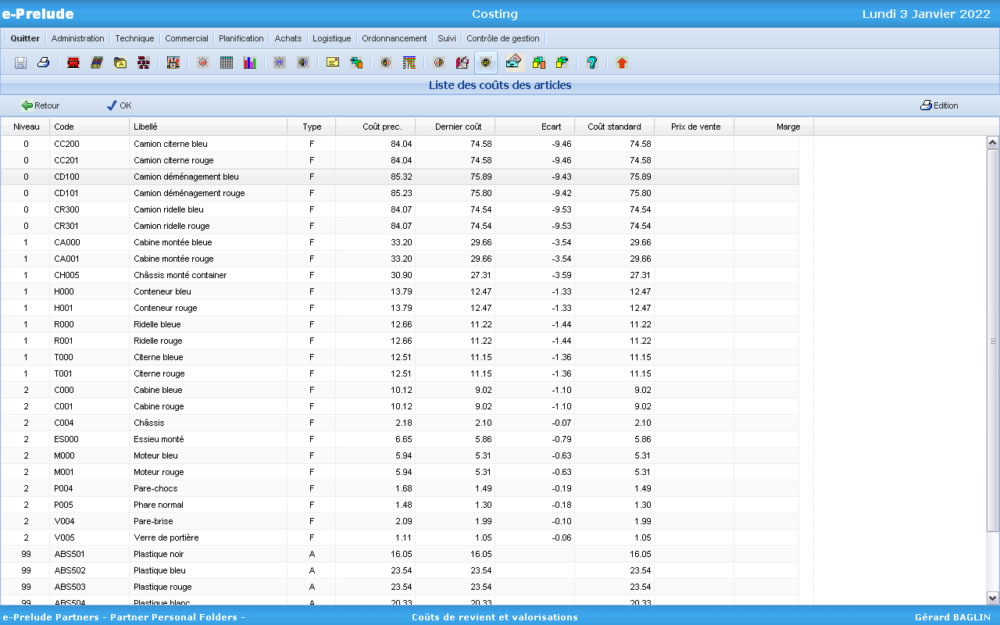 e-Prelude Costing Lundi 3 Janvier 2022
Quitter Administration Technique Commercial Planification Achats Logistique Ordonnancement Suivi Contrôle de gestion
Liste des coûts des articles
Retour OK Edition
Niveau Code Libellé Type Coût prec. Dernier coût Ecart Coût standard Prix de vente Marge
0 CC200 Camion citerne bleu F 84.04 74.58 -9.46 74.58
0 CC201 Camion citerne rouge F 84.04 74.58 -9.46 74.58
0 CD100 Camion déménagement bleu F 85.32 75.89 -9.43 75.89
0 CD101 Camion déménagement rouge F 85.23 75.80 -9.42 75.80
0 CR300 Camion ridelle bleu F 84.07 74.54 -9.53 74.54
0 CR301 Camion ridelle rouge F 84.07 74.54 -9.53 74.54
1 CA000 Cabine montée bleue F 33.20 29.66 -3.54 29.66
1 CA001 Cabine montée rouge F 33.20 29.66 -3.54 29.66
1 CH005 Châssis monté container F 30.90 27.31 -3.59 27.31
1 H000 Conteneur bleu F 13.79 12.47 -1.33 12.47
1 H001 Conteneur rouge F 13.79 12.47 -1.33 12.47
1 R000 Ridelle bleue F 12.66 11.22 -1.44 11.22
1 R001 Ridelle rouge F 12.66 11.22 -1.44 11.22
1 T000 Citerne bleue F 12.51 11.15 -1.36 11.15
1 T001 Citerne rouge F 12.51 11.15 -1.36 11.15
2 C000 Cabine bleue F 10.12 9.02 -1.10 9.02
2 C001 Cabine rouge F 10.12 9.02 -1.10 9.02
2 C004 Châssis F 2.18 2.10 -0.07 2.10
2 ES000 Essieu monté F 6.65 5.86 -0.79 5.86
2 M000 Moteur bleu F 5.94 5.31 -0.63 5.31
2 M001 Moteur rouge F 5.94 5.31 -0.63 5.31
2 P004 Pare-chocs F 1.68 1.49 -0.19 1.49
2 P005 Phare normal F 1.48 1.30 -0.18 1.30
2 V004 Pare-brise F 2.09 1.99 -0.10 1.99
2 V005 Verre de portière F 1.11 1.05 -0.06 1.05
99 ABS501 Plastique noir A 16.05 16.05 16.05
99 ABS502 Plastique bleu A 23.54 23.54 23.54
99 ABS503 Plastique rouge A 23.54 23.54 23.54
99 ABS504 Plastique blanc A 20.33 20.33 20.33
e-Prelude Partners - Partner Personal Folders - Coûts de revient et valorisations Gérard BAGLIN